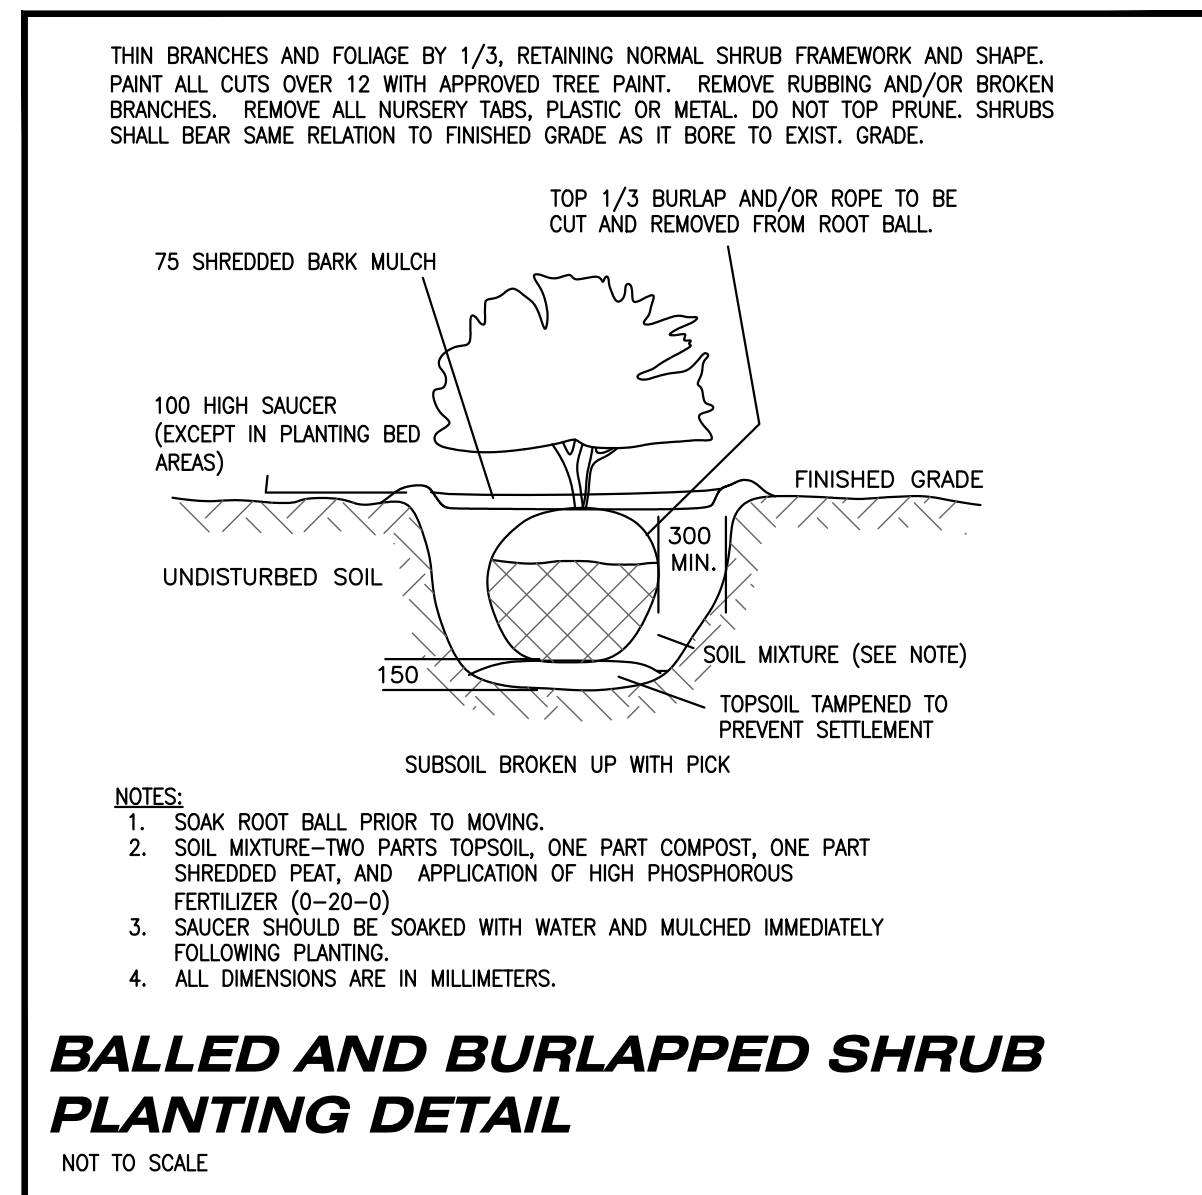 THIN BRANCHES AND FOLIAGE BY 1/3, RETAINING NORMAL SHRUB FRAMEWORK AND SHAPE.
PAINT ALL CUTS OVER 12 WITH APPROVED TREE PAINT. REMOVE RUBBING AND/OR BROKEN
BRANCHES. REMOVE ALL NURSERY TABS, PLASTIC OR METAL. DO NOT TOP PRUNE. SHRUBS
SHALL BEAR SAME RELATION TO FINISHED GRADE AS IT BORE TO EXIST. GRADE.
TOP 1/3 BURLAP AND/OR ROPE TO BE
CUT AND REMOVED FROM ROOT BALL.
75 SHREDDED BARK MULCH
100 HIGH SAUCER
(EXCEPT IN PLANTING BED
AREAS)
FINISHED GRADE
300
MIN.
UNDISTURBED SOIL
SOIL MIXTURE (SEE NOTE)
150
TOPSOIL TAMPENED TO
PREVENT SETTLEMENT
SUBSOIL BROKEN UP WITH PICK
NOTES:
1. SOAK ROOT BALL PRIOR TO MOVING.
2. SOIL MIXTURE-TWO PARTS TOPSOIL, ONE PART COMPOST, ONE PART
SHREDDED PEAT, AND APPLICATION OF HIGH PHOSPHOROUS
FERTILIZER (0-20-0)
3. SAUCER SHOULD BE SOAKED WITH WATER AND MULCHED IMMEDIATELY
FOLLOWING PLANTING.
4. ALL DIMENSIONS ARE IN MILLIMETERS.
BALLED AND BURLAPPED SHRUB
PLANTING DETAIL
NOT TO SCALE